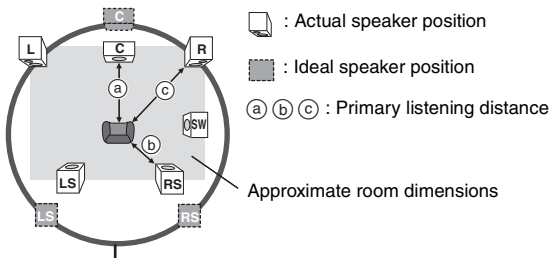 C
L
C
R
: Actual speaker position
: Ideal speaker position
a b c : Primary listening distance
a
c
b
SW
LS
RS
Approximate room dimensions
LS
RS